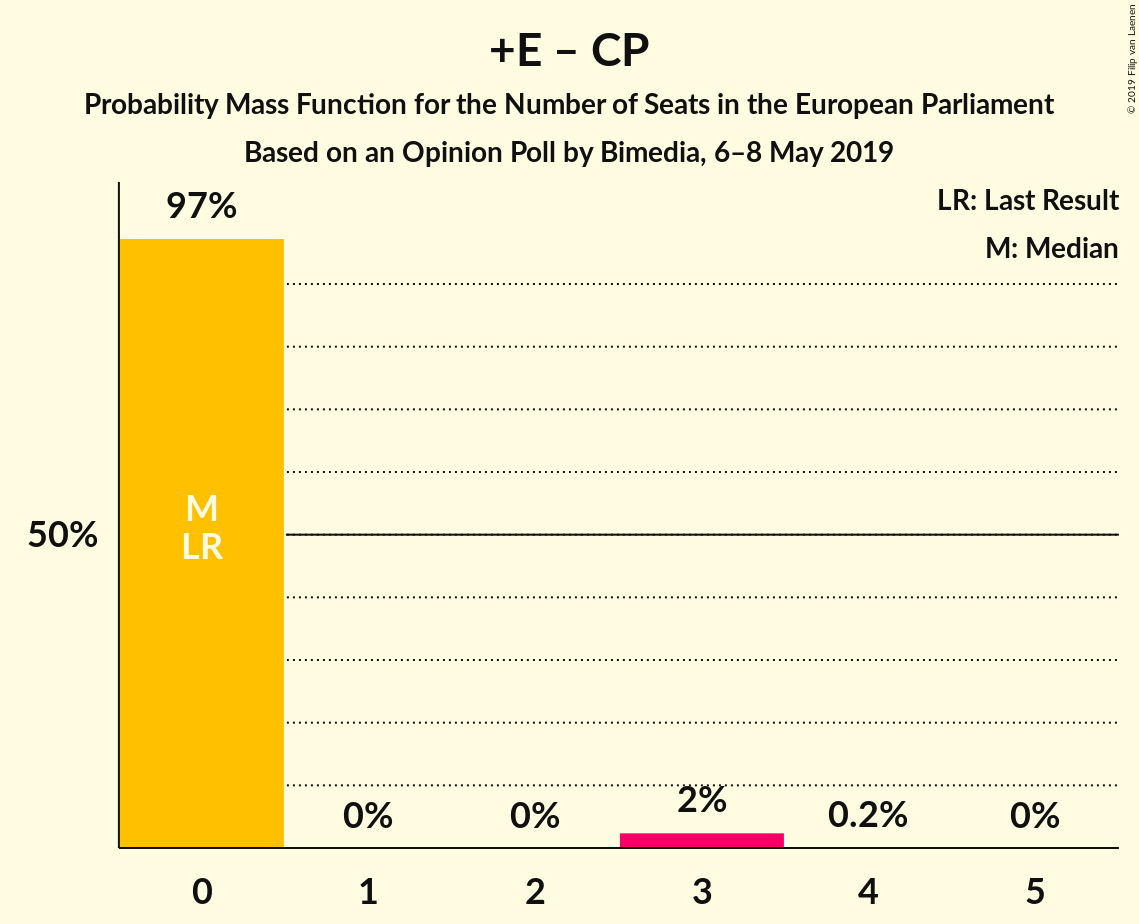 +E – CP
Probability Mass Function for the Number of Seats in the European Parliament
Based on an Opinion Poll by Bimedia, 6–8 May 2019
© 2019 Filip van Laenen
LR: Last Result
M: Median
97%
M
LR
50%
0%
0%
2%
0.2%
0%
0
1
2
3
4
5